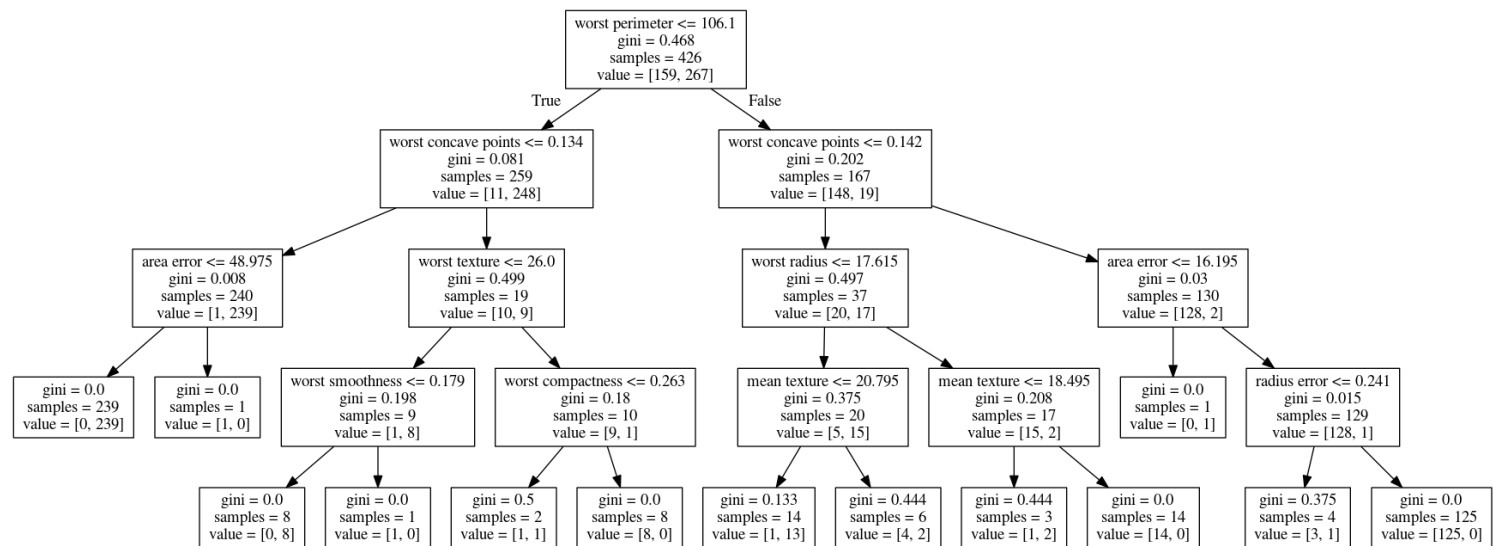 worst perimeter <= 106.1
gini = 0.468
samples = 426
value = [159, 267]
True
False
worst concave points <= 0.134
gini = 0.081
samples = 259
value = [11, 248]
worst concave points <= 0.142
gini = 0.202
samples = 167
value = [148, 19]
area error <= 48.975
gini = 0.008
samples = 240
value = [1, 239]
worst texture <= 26.0
gini = 0.499
samples = 19
value = [10, 9]
worst radius <= 17.615
gini = 0.497
samples = 37
value = [20, 17]
area error <= 16.195
gini = 0.03
samples = 130
value = [128, 2]
gini = 0.0
samples = 239
value = [0, 239]
gini = 0.0
samples = 1
value = [1, 0]
worst smoothness <= 0.179
gini = 0.198
samples = 9
value = [1, 8]
worst compactness <= 0.263
gini = 0.18
samples = 10
value = [9, 1]
mean texture <= 20.795
gini = 0.375
samples = 20
value = [5, 15]
mean texture <= 18.495
gini = 0.208
samples = 17
value = [15, 2]
gini = 0.0
samples = 1
value = [0, 1]
radius error <= 0.241
gini = 0.015
samples = 129
value = [128, 1]
gini = 0.0
samples = 8
value = [0, 8]
gini = 0.0
samples = 1
value = [1, 0]
gini = 0.5
samples = 2
value = [1, 1]
gini = 0.0
samples = 8
value = [8, 0]
gini = 0.133
samples = 14
value = [1, 13]
gini = 0.444
samples = 6
value = [4, 2]
gini = 0.444
samples = 3
value = [1, 2]
gini = 0.0
samples = 14
value = [14, 0]
gini = 0.375
samples = 4
value = [3, 1]
gini = 0.0
samples = 125
value = [125, 0]